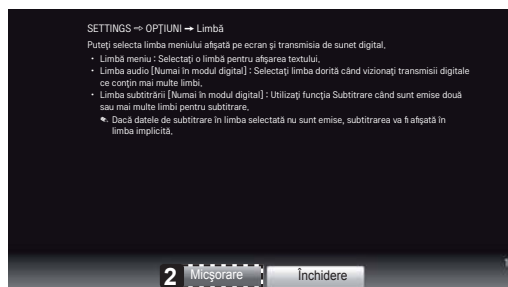 SETTINGS ⇨ OPŢIUNI ➞ Limbă
Puteţi selecta limba meniului afişată pe ecran şi transmisia de sunet digital.
• Limbă meniu : Selectaţi o limbă pentru afişarea textului.
• Limba audio [Numai în modul digital] : Selectaţi limba dorită când vizionaţi transmisii digitale
ce conţin mai multe limbi.
• Limba subtitrării [Numai în modul digital] : Utilizaţi funcţia Subtitrare când sunt emise două
sau mai multe limbi pentru subtitrare.
✎ Dacă datele de subtitrare în limba selectată nu sunt emise, subtitrarea va fi afişată în
limba implicită.
2 Micşorare Închidere